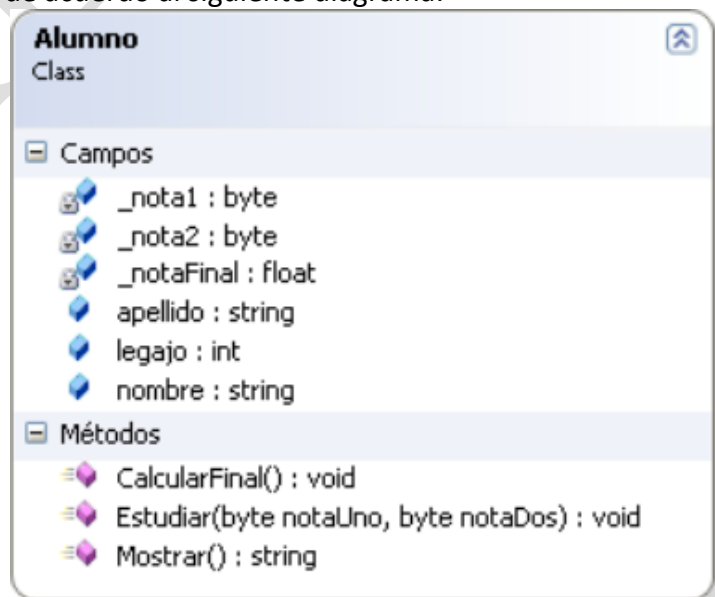 de acuerdo al siguiente diagrama:
Alumno
Class
Campos
_nota1 : byte
_nota2 : byte
_notaFinal : float
apellido : string
legajo : int
nombre : string
Métodos
CalcularFinal() : void
Estudiar(byte notaUno, byte notaDos) : void
Mostrar() : string